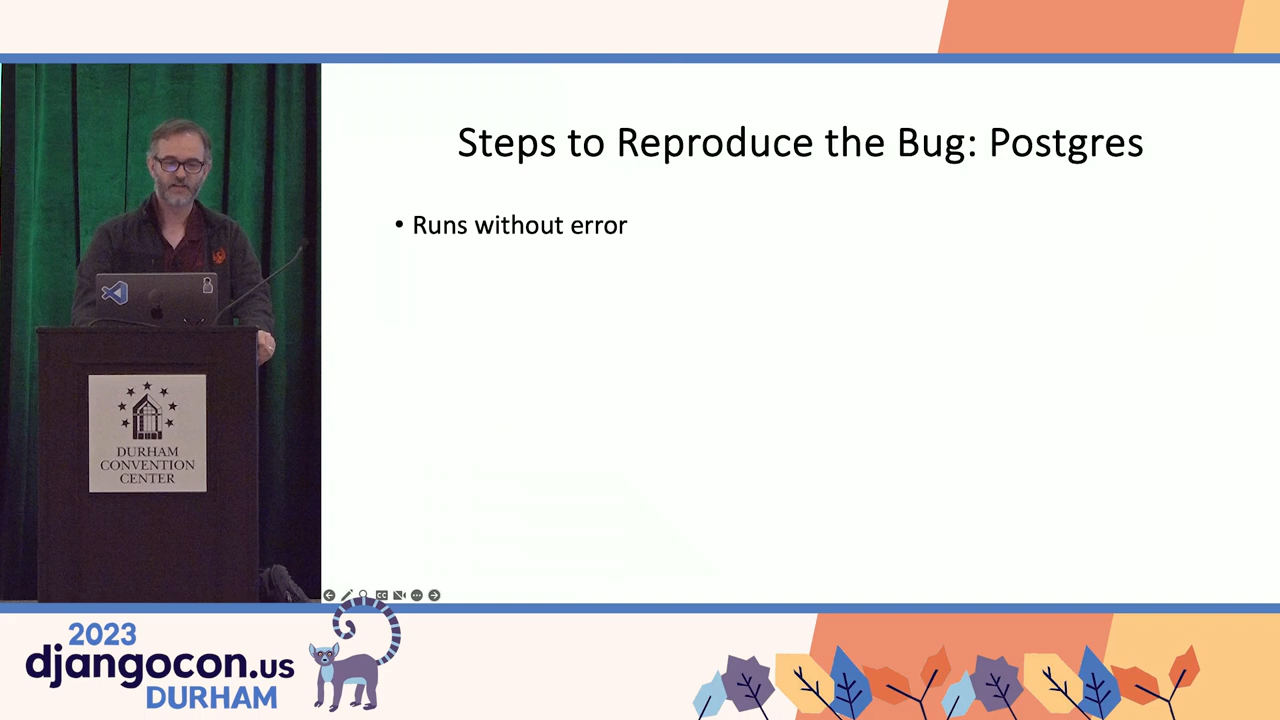 Steps to Reproduce the Bug: Postgres
• Runs without error
DURHAM
CONVENTION
CENTER
2023
djangocon.us
DURHAM